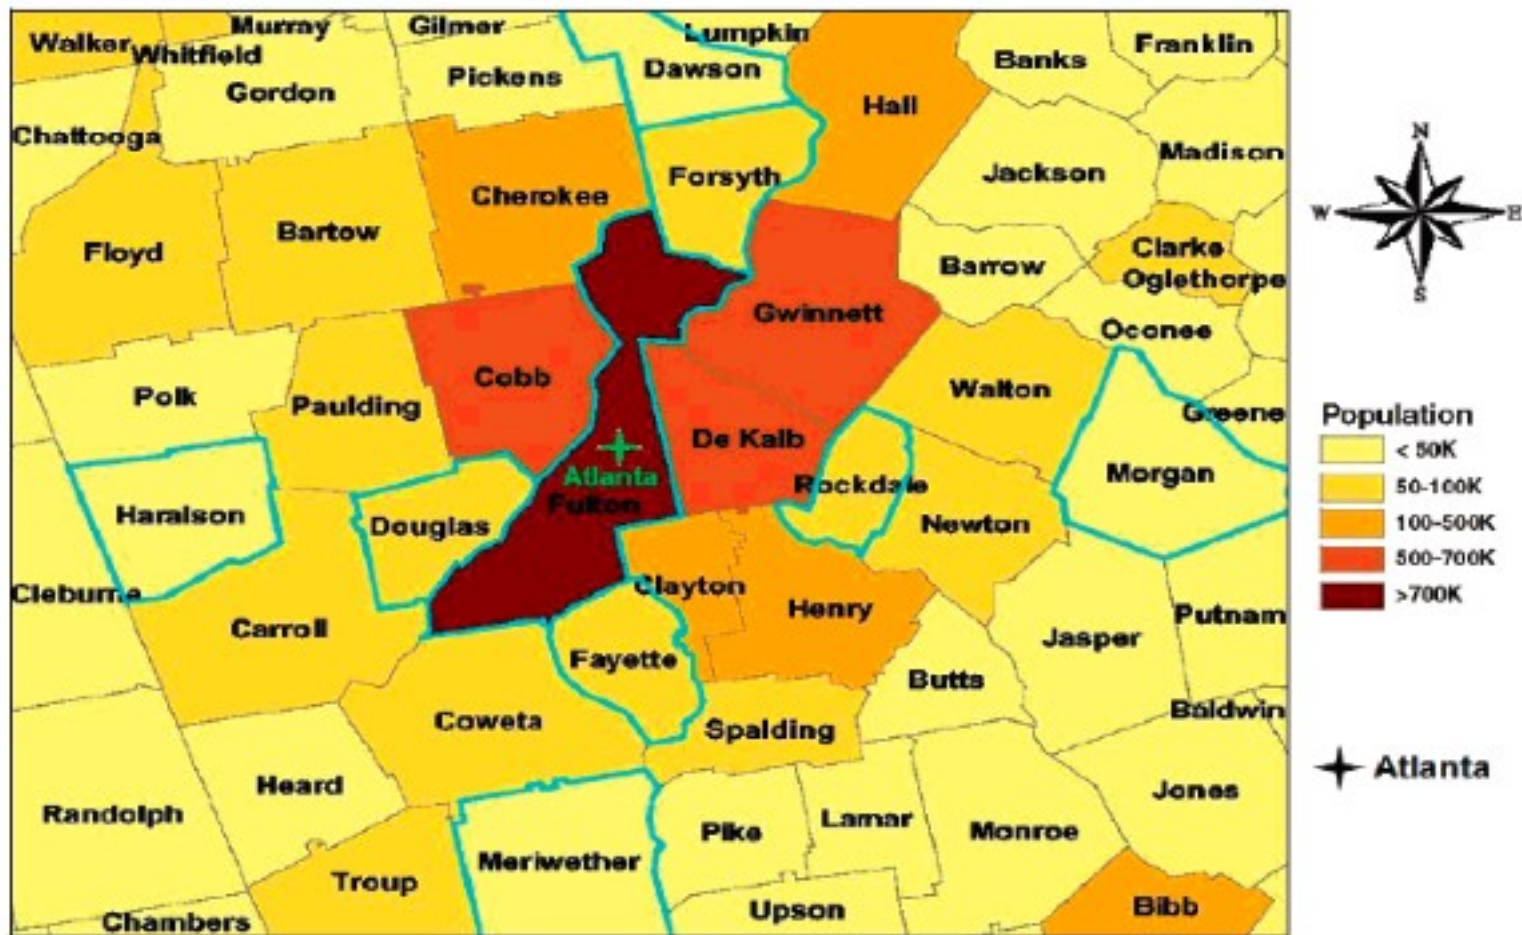 Walker
Whitfield
Murray
Gilmer
Lumpkin
Banks
Franklin
Gordon
Pickens
Dawson
Hall
Chattooga
Cherokee
Forsyth
Jackson
Madison
Floyd
Bartow
Gwinnett
Barrow
Clarke
Oglethorpe
Oconee
Polk
Paulding
Cobb
De Kalb
Walton
Greene
Morgan
Haralson
Douglas
Atlanta
Fulton
Rockdale
Newton
Cleburne
Carroll
Clayton
Henry
Jasper
Putnam
Fayette
Butts
Coweta
Spalding
Baldwin
Randolph
Heard
Pike
Lamar
Monroe
Jones
Troup
Meriwether
Chambers
Upson
Bibb
N
W
E
S
Population
< 50K
50-100K
100-500K
500-700K
>700K
Atlanta